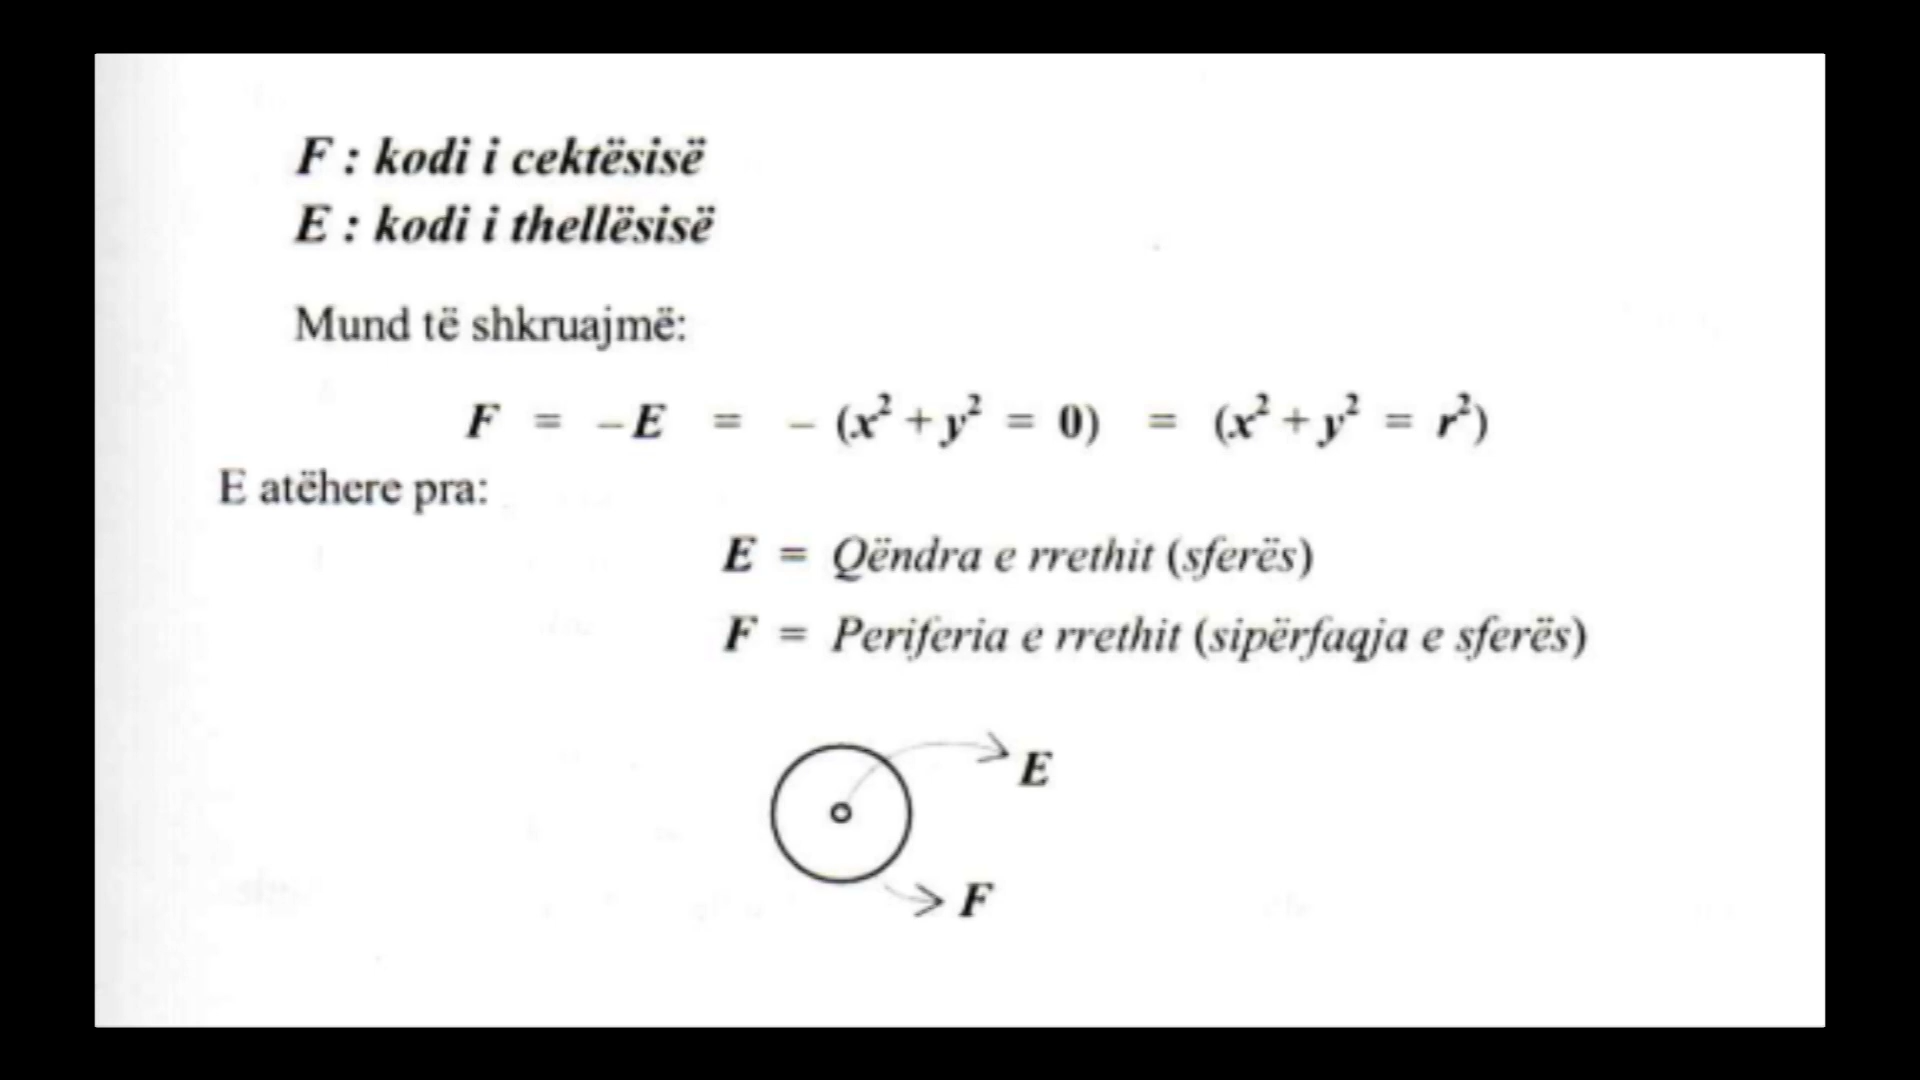 F : kodi i cektësisë
E : kodi i thellësisë
Mund të shkruajmë:
F = –E = – (x² + y² = 0) = (x² + y² = r²)
E atëhere pra:
E = Qëndra e rrethit (sferës)
F = Periferia e rrethit (sipërfaqja e sferës)
E
F